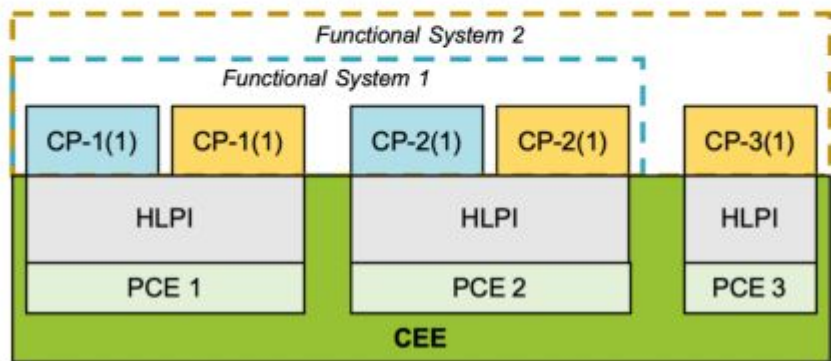 Functional System 2
Functional System 1
CP-1(1) CP-1(1) CP-2(1) CP-2(1) CP-3(1)
HLPI HLPI HLPI
PCE 1 PCE 2 PCE 3
CEE